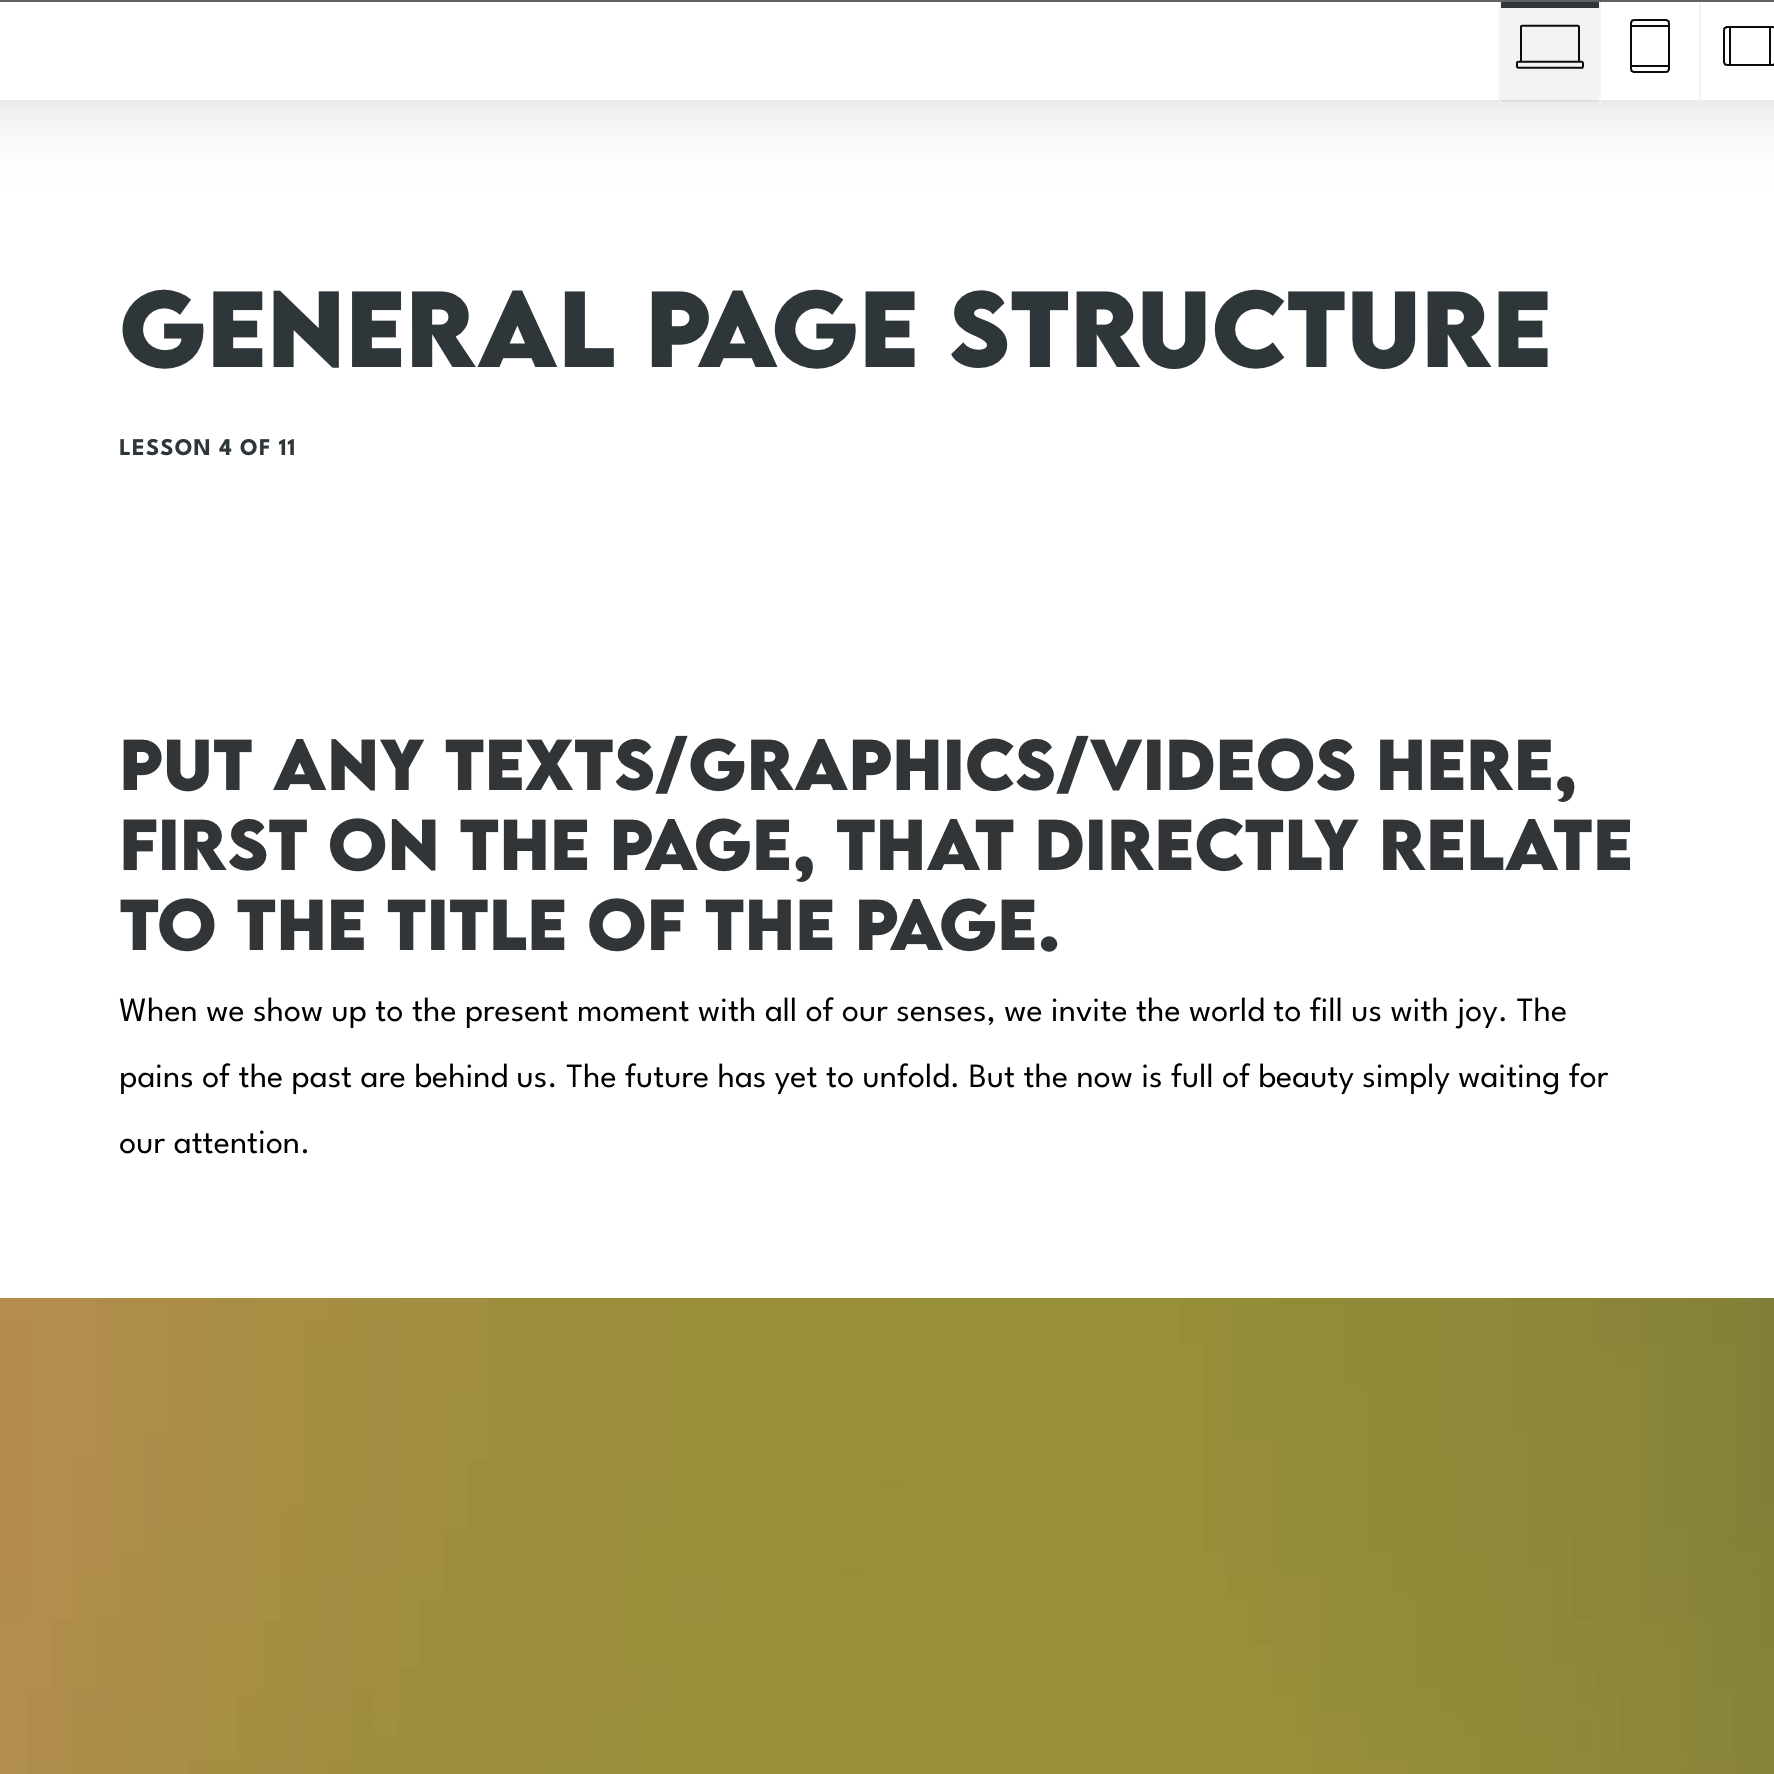 GENERAL PAGE STRUCTURE
LESSON 4 OF 11
PUT ANY TEXTS/GRAPHICS/VIDEOS HERE,
FIRST ON THE PAGE, THAT DIRECTLY RELATE
TO THE TITLE OF THE PAGE.
When we show up to the present moment with all of our senses, we invite the world to fill us with joy. The
pains of the past are behind us. The future has yet to unfold. But the now is full of beauty simply waiting for
our attention.